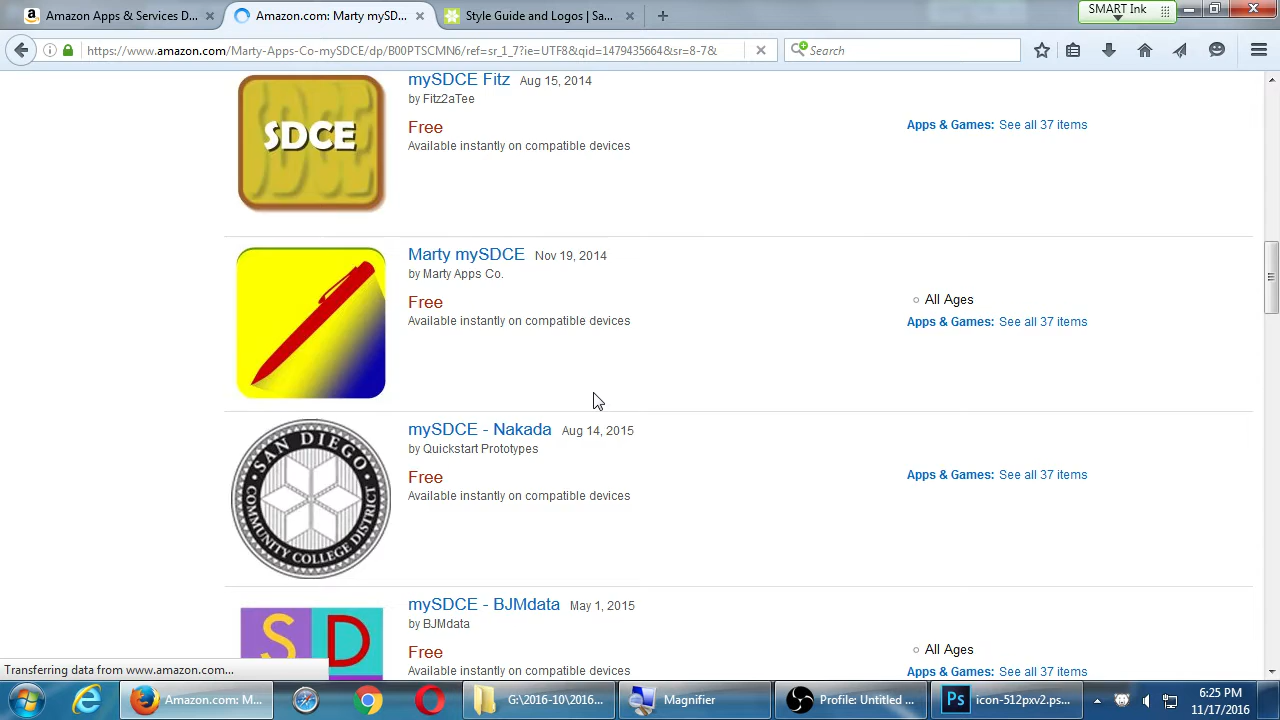 Amazon Apps & Services D...
Amazon.com: Marty mySD...
Style Guide and Logos | Sa...
SMART Ink
https://www.amazon.com/Marty-Apps-Co-mySDCE/dp/B00PTSCMN6/ref=sr_1_7?ie=UTF8&qid=1479435664&sr=8-7&
Search
SDCE
SDCE
mySDCE Fitz Aug 15, 2014
by Fitz2aTee
Free
Available instantly on compatible devices
Apps & Games: See all 37 items
Marty mySDCE Nov 19, 2014
by Marty Apps Co.
Free
Available instantly on compatible devices
All Ages
Apps & Games: See all 37 items
SAN DIEGO
COMMUNITY COLLEGE DISTRICT
mySDCE - Nakada Aug 14, 2015
by Quickstart Prototypes
Free
Available instantly on compatible devices
Apps & Games: See all 37 items
SD
mySDCE - BJMdata May 1, 2015
by BJMdata
Free
Available instantly on compatible devices
All Ages
Apps & Games: See all 37 items
Transferring data from www.amazon.com...
Amazon.com: M...
G:\2016-10\2016...
Magnifier
Profile: Untitled ...
Ps
icon-512pxv2.ps...
6:25 PM
11/17/2016